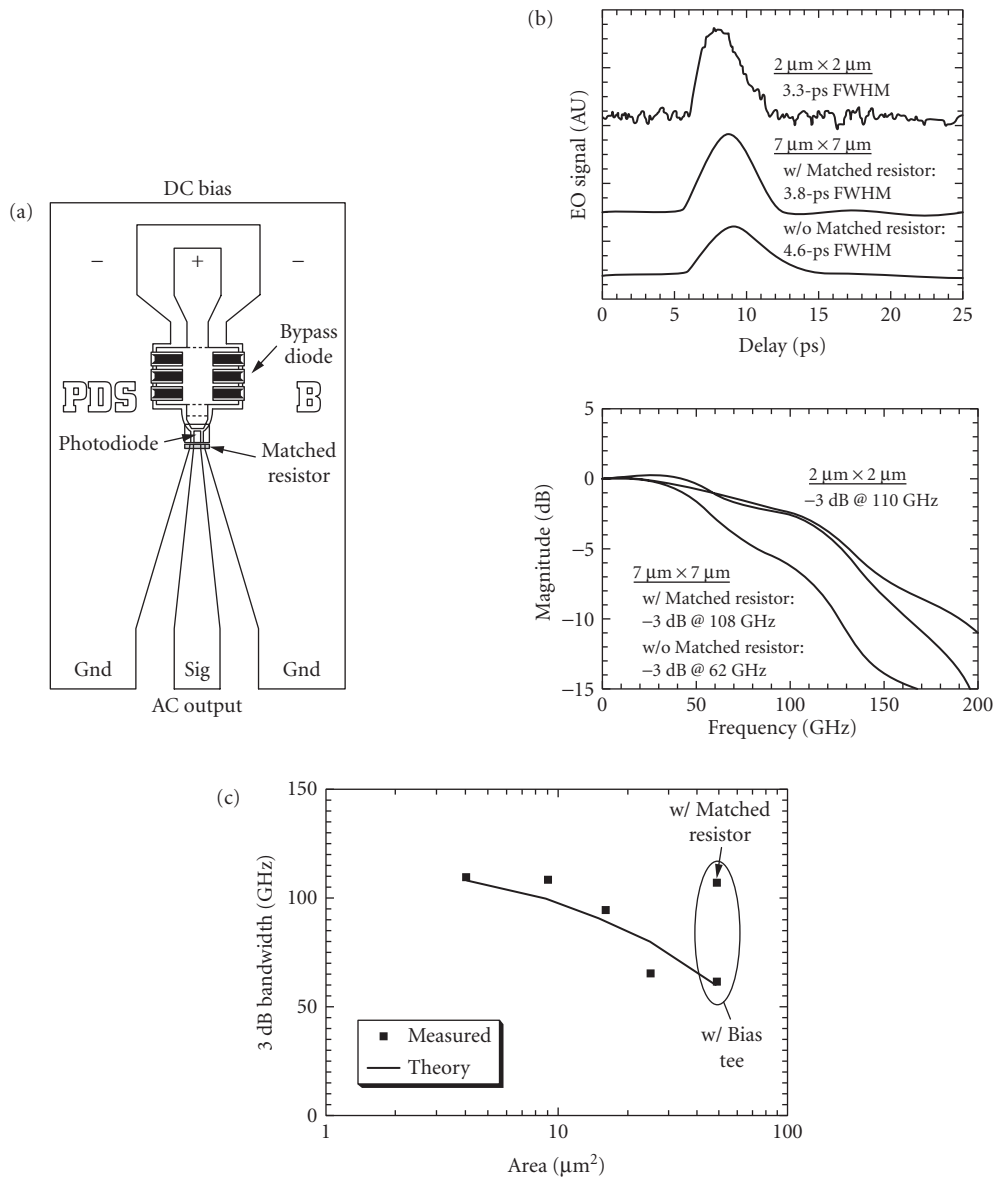 (a)
DC bias
−
+
−
Bypass
diode
PDS
B
Photodiode
Matched
resistor
Gnd
Sig
Gnd
AC output
(b)
EO signal (AU)
2 μm × 2 μm
3.3-ps FWHM
7 μm × 7 μm
w/ Matched resistor:
3.8-ps FWHM
w/o Matched resistor:
4.6-ps FWHM
0 5 10 15 20 25
Delay (ps)
Magnitude (dB)
5
0
−5
−10
−15
2 μm × 2 μm
−3 dB @ 110 GHz
7 μm × 7 μm
w/ Matched resistor:
−3 dB @ 108 GHz
w/o Matched resistor:
−3 dB @ 62 GHz
0 50 100 150 200
Frequency (GHz)
(c)
3 dB bandwidth (GHz)
150
100
50
0
w/ Matched
resistor
w/ Bias
tee
Measured
Theory
1 10 100
Area (μm²)